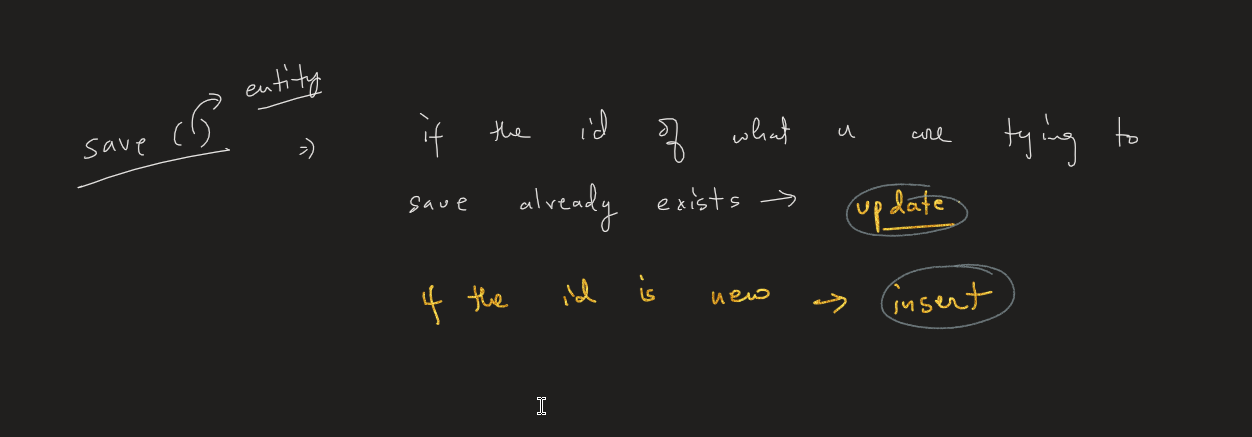 entity
save ( ) => if the id of what u are trying to
save already exists → update
if the id is new → insert